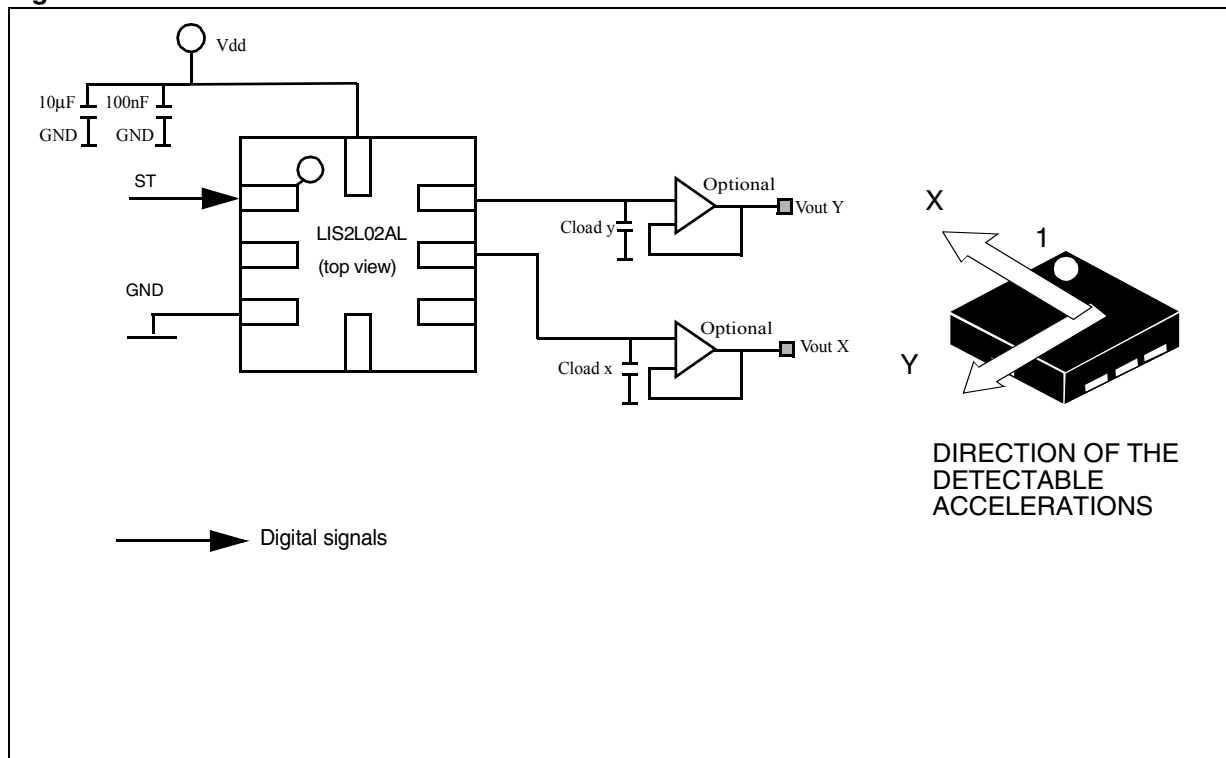 Vdd
10µF 100nF
GND GND
ST
LIS2L02AL
(top view)
GND
Optional
Cload y
Vout Y
Optional
Cload x
Vout X
X
1
Y
DIRECTION OF THE
DETECTABLE
ACCELERATIONS
Digital signals